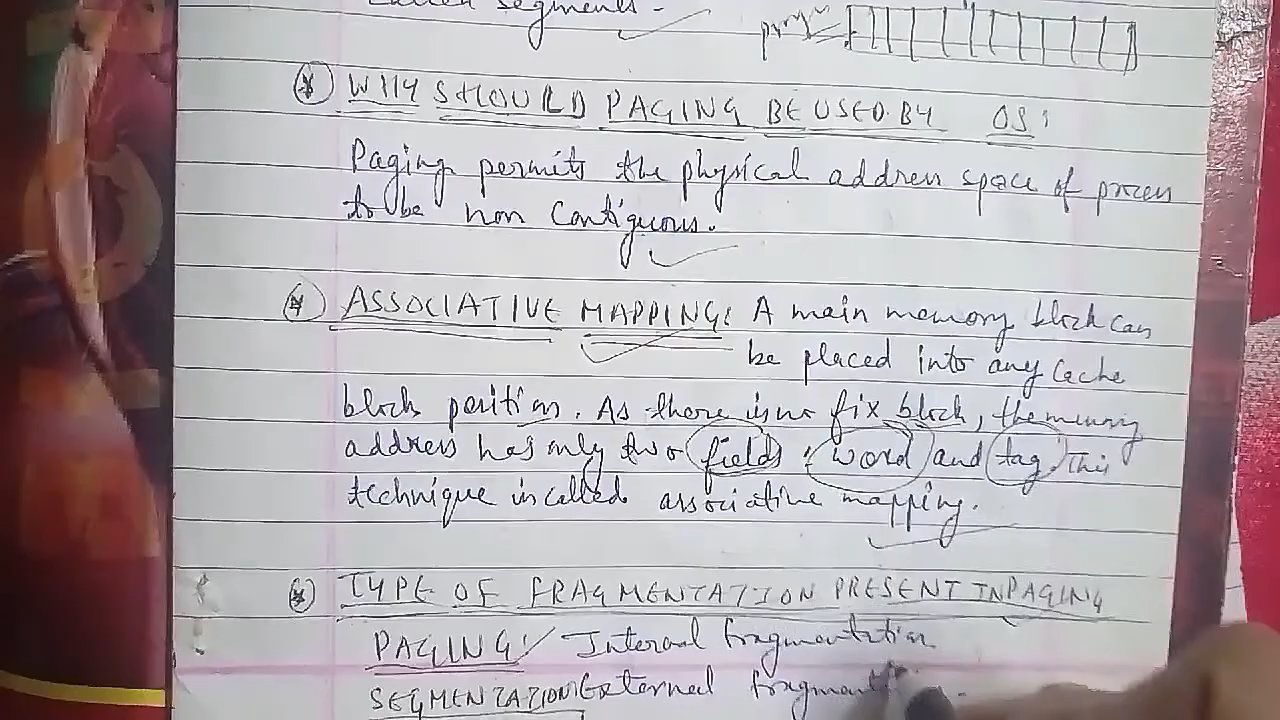 called segments.
⊛ WHY SHOULD PAGING BE USED BY OS:
Paging permits the physical address space of process
to be non contiguous.
⊛ ASSOCIATIVE MAPPING: A main memory block can
be placed into any cache
block position. As there is no fix block, the memory
address has only two fields : word and tag. This
technique is called associative mapping.
⊛ TYPE OF FRAGMENTATION PRESENT IN PAGING
PAGING: Internal fragmentation
SEGMENTATION: External